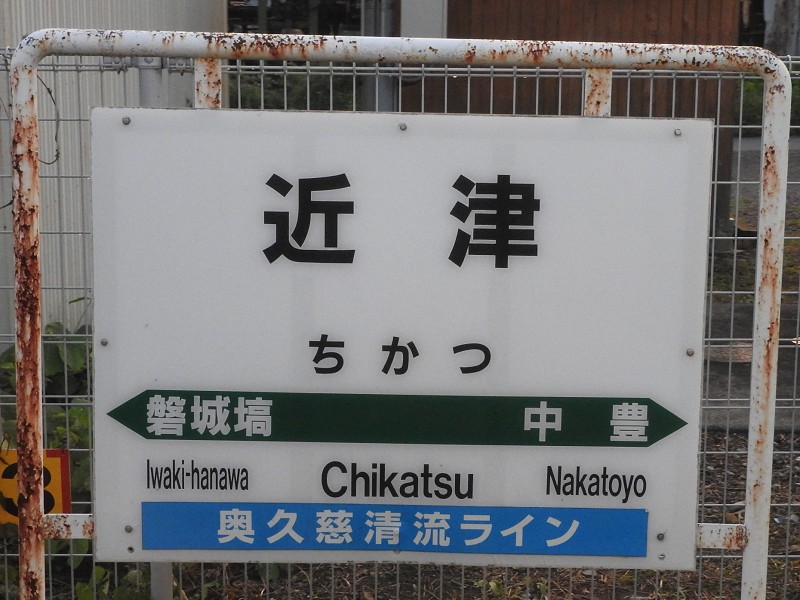 近津
ちかつ
磐城塙 中豊
Iwaki-hanawa Chikatsu Nakatoyo
奥久慈清流ライン
3